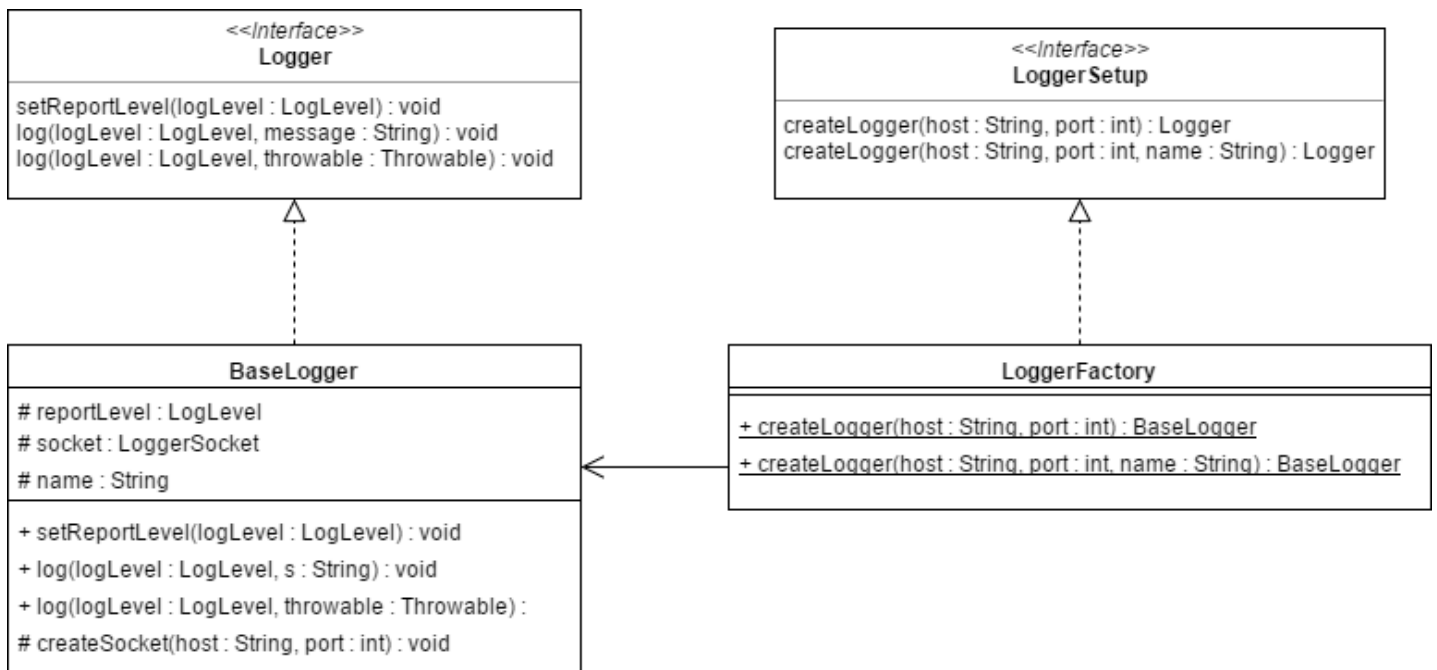 <<Interface>>
Logger
setReportLevel(logLevel : LogLevel) : void
log(logLevel : LogLevel, message : String) : void
log(logLevel : LogLevel, throwable : Throwable) : void
<<Interface>>
LoggerSetup
createLogger(host : String, port : int) : Logger
createLogger(host : String, port : int, name : String) : Logger
BaseLogger
# reportLevel : LogLevel
# socket : LoggerSocket
# name : String
+ setReportLevel(logLevel : LogLevel) : void
+ log(logLevel : LogLevel, s : String) : void
+ log(logLevel : LogLevel, throwable : Throwable) :
# createSocket(host : String, port : int) : void
LoggerFactory
+ createLogger(host : String, port : int) : BaseLogger
+ createLogger(host : String, port : int, name : String) : BaseLogger